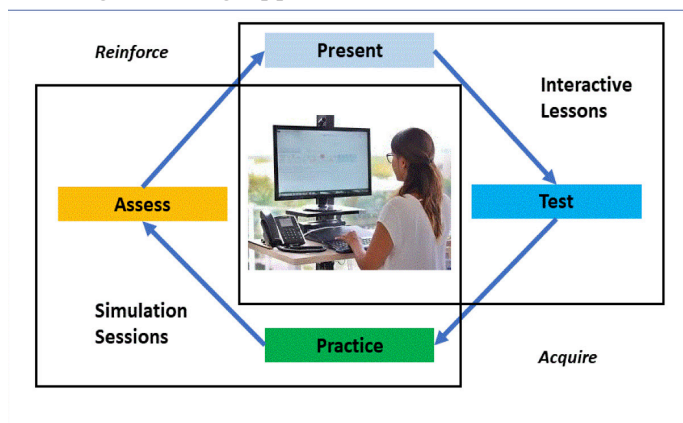 Reinforce
Present
Interactive
Lessons
Assess
Test
Simulation
Sessions
Practice
Acquire